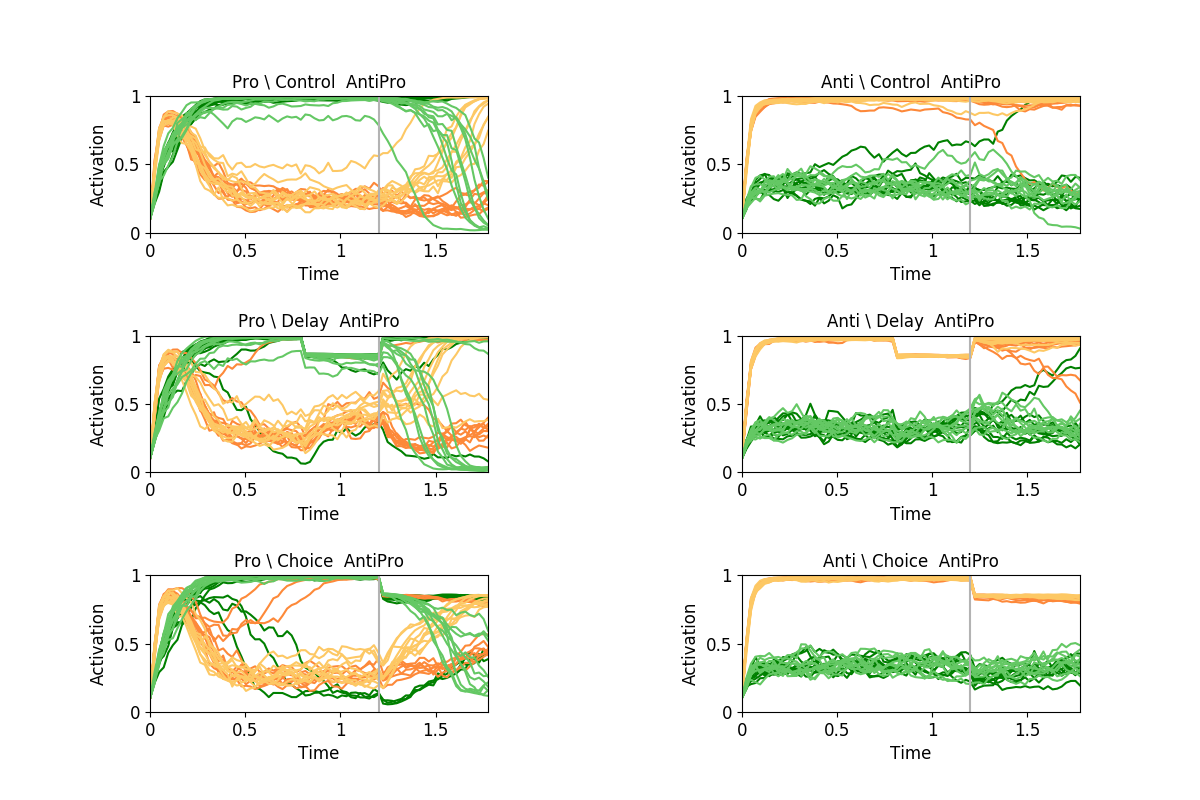 Pro \ Control  AntiPro
Anti \ Control  AntiPro
1
0.5
0
Activation
0
0.5
1
1.5
Time
1
0.5
0
Activation
0
0.5
1
1.5
Time
Pro \ Delay  AntiPro
Anti \ Delay  AntiPro
1
0.5
0
Activation
0
0.5
1
1.5
Time
1
0.5
0
Activation
0
0.5
1
1.5
Time
Pro \ Choice  AntiPro
Anti \ Choice  AntiPro
1
0.5
0
Activation
0
0.5
1
1.5
Time
1
0.5
0
Activation
0
0.5
1
1.5
Time